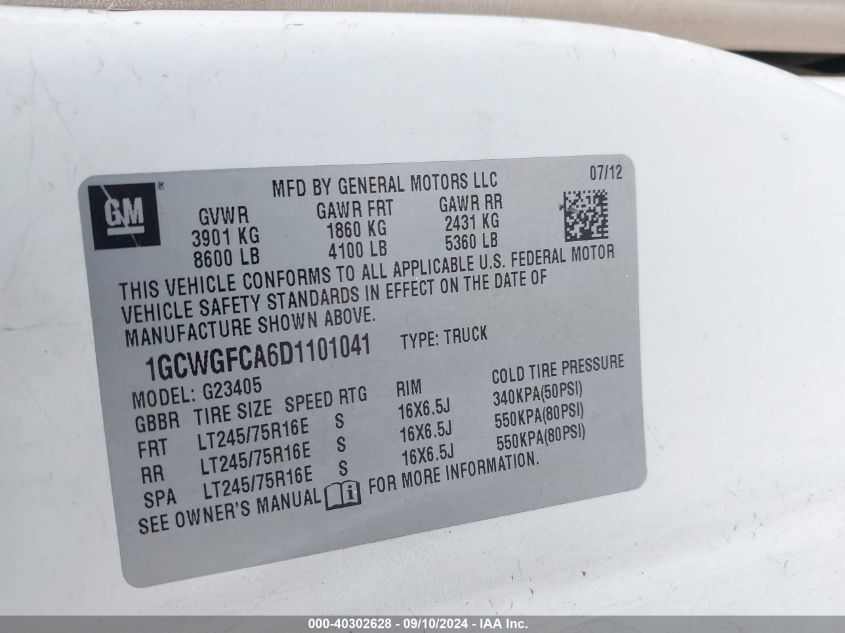 GM ®
MFD BY GENERAL MOTORS LLC 07/12
GVWR GAWR FRT GAWR RR
3901 KG 1860 KG 2431 KG
8600 LB 4100 LB 5360 LB
THIS VEHICLE CONFORMS TO ALL APPLICABLE U.S. FEDERAL MOTOR
VEHICLE SAFETY STANDARDS IN EFFECT ON THE DATE OF
MANUFACTURE SHOWN ABOVE.
1GCWGFCA6D1101041 TYPE: TRUCK
MODEL: G23405
GBBR TIRE SIZE SPEED RTG RIM COLD TIRE PRESSURE
FRT LT245/75R16E S 16X6.5J 340KPA(50PSI)
RR LT245/75R16E S 16X6.5J 550KPA(80PSI)
SPA LT245/75R16E S 16X6.5J 550KPA(80PSI)
SEE OWNER'S MANUAL FOR MORE INFORMATION.
000-40302628 - 09/10/2024 - IAA Inc.